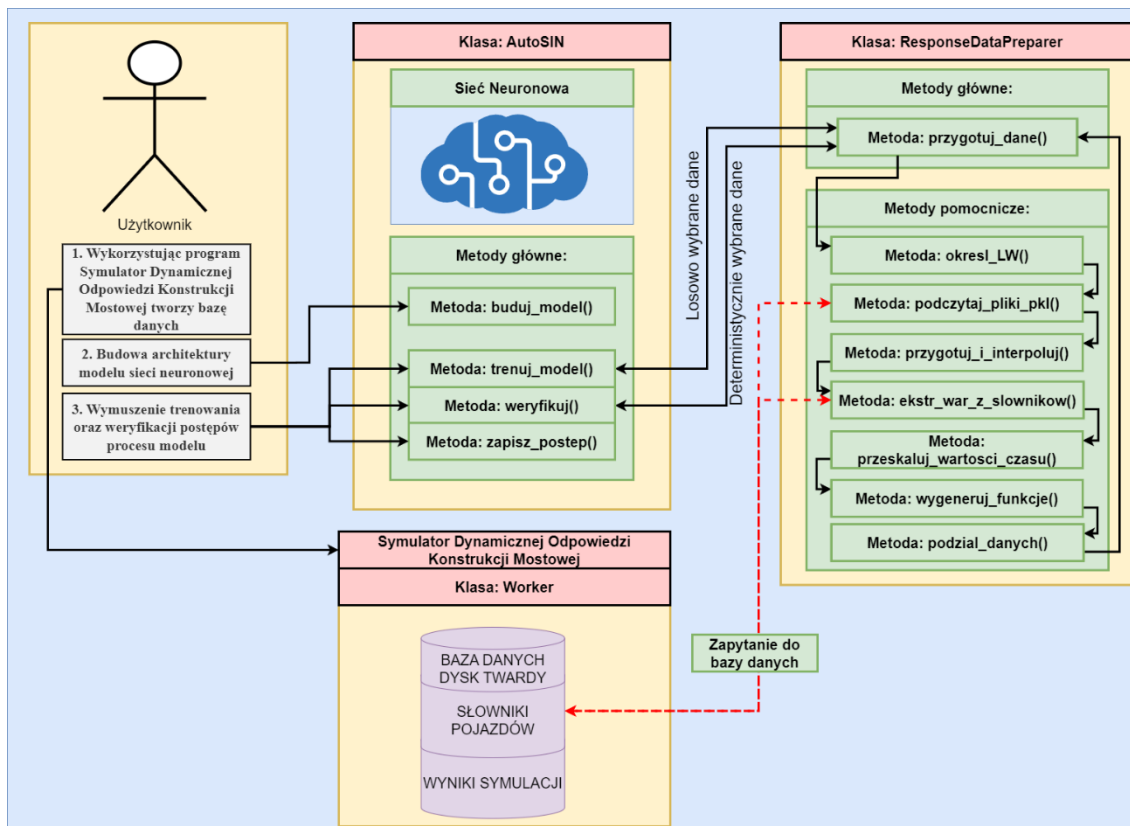 Użytkownik
1. Wykorzystując program
Symulator Dynamicznej
Odpowiedzi Konstrukcji
Mostowej tworzy bazę
danych
2. Budowa architektury
modelu sieci neuronowej
3. Wymuszenie trenowania
oraz weryfikacji postępów
procesu modelu
Klasa: AutoSIN
Sieć Neuronowa
Metody główne:
Metoda: buduj_model()
Metoda: trenuj_model()
Metoda: weryfikuj()
Metoda: zapisz_postep()
Losowo wybrane dane
Deterministycznie wybrane dane
Klasa: ResponseDataPreparer
Metody główne:
Metoda: przygotuj_dane()
Metody pomocnicze:
Metoda: okresl_LW()
Metoda: podczytaj_pliki_pkl()
Metoda: przygotuj_i_interpoluj()
Metoda: ekstr_war_z_slownikow()
Metoda:
przeskaluj_wartosci_czasu()
Metoda: wygeneruj_funkcje()
Metoda: podzial_danych()
Symulator Dynamicznej Odpowiedzi
Konstrukcji Mostowej
Klasa: Worker
BAZA DANYCH
DYSK TWARDY
SŁOWNIKI
POJAZDÓW
WYNIKI SYMULACJI
Zapytanie do
bazy danych